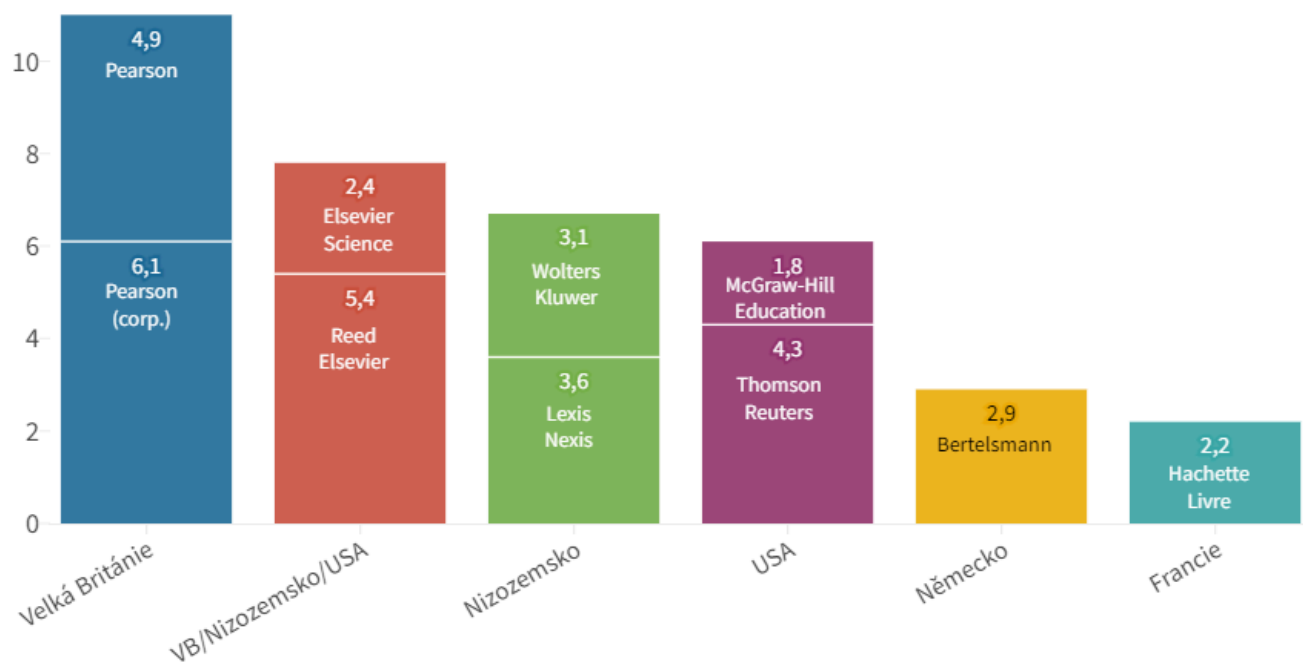 10
8
6
4
2
0
4,9
Pearson
6,1
Pearson
(corp.)
2,4
Elsevier
Science
5,4
Reed
Elsevier
3,1
Wolters
Kluwer
3,6
Lexis
Nexis
1,8
McGraw-Hill
Education
4,3
Thomson
Reuters
2,9
Bertelsmann
2,2
Hachette
Livre
Velká Británie
VB/Nizozemsko/USA
Nizozemsko
USA
Německo
Francie